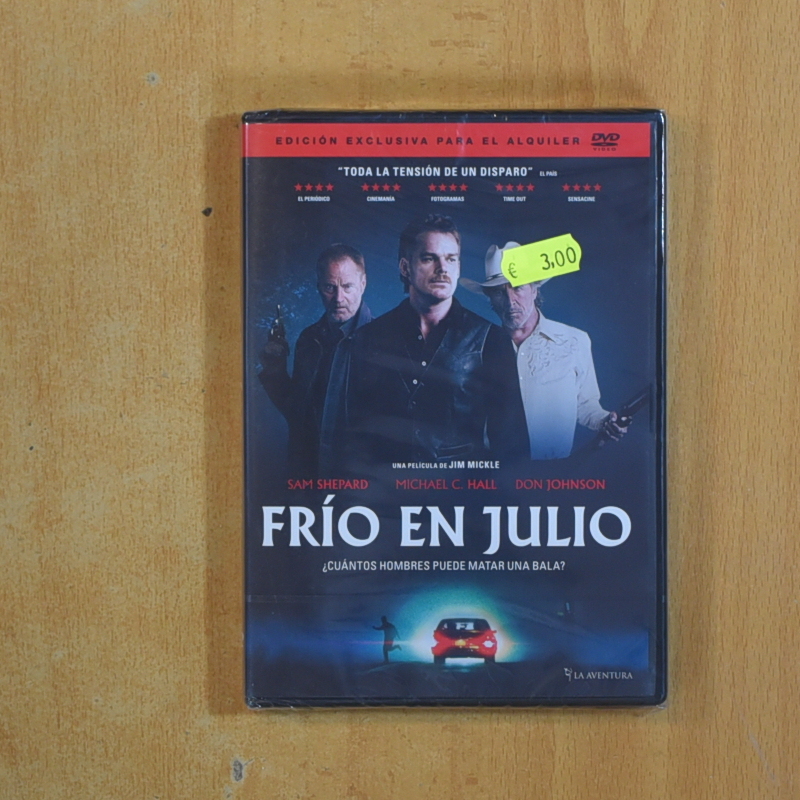 EDICIÓN EXCLUSIVA PARA EL ALQUILER DVD VIDEO
"TODA LA TENSIÓN DE UN DISPARO" EL PAÍS
★★★★ ★★★★ ★★★★ ★★★★ ★★★★
EL PERIÓDICO CINEMANÍA FOTOGRAMAS TIME OUT SENSACINE
€ 3,00
UNA PELÍCULA DE JIM MICKLE
SAM SHEPARD MICHAEL C. HALL DON JOHNSON
FRÍO EN JULIO
¿CUÁNTOS HOMBRES PUEDE MATAR UNA BALA?
LA AVENTURA